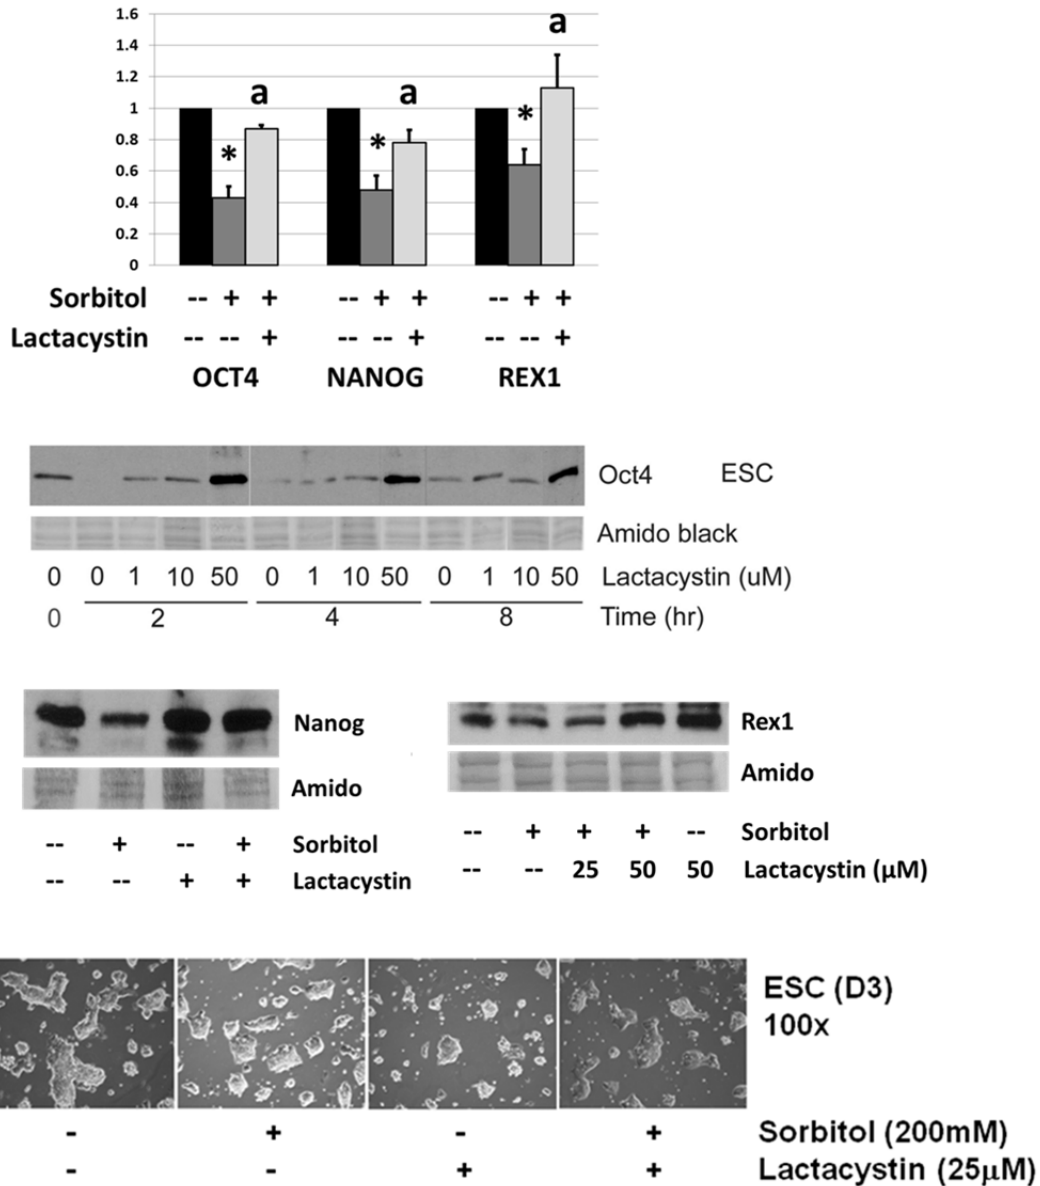 1.6
1.4
a
1.2
a
a
1
*
0.8
*
*
0.6
0.4
0.2
0
Sorbitol -- + + -- + + -- + +
Lactacystin -- -- + -- -- + -- -- +
OCT4 NANOG REX1
Oct4 ESC
Amido black
0 0 1 10 50 0 1 10 50 0 1 10 50 Lactacystin (uM)
0 2 4 8 Time (hr)
Nanog
Amido
-- + -- + Sorbitol
-- -- + + Lactacystin
Rex1
Amido
-- + + + -- Sorbitol
-- -- 25 50 50 Lactacystin (μM)
ESC (D3)
100x
- + - + Sorbitol (200mM)
- - + + Lactacystin (25μM)